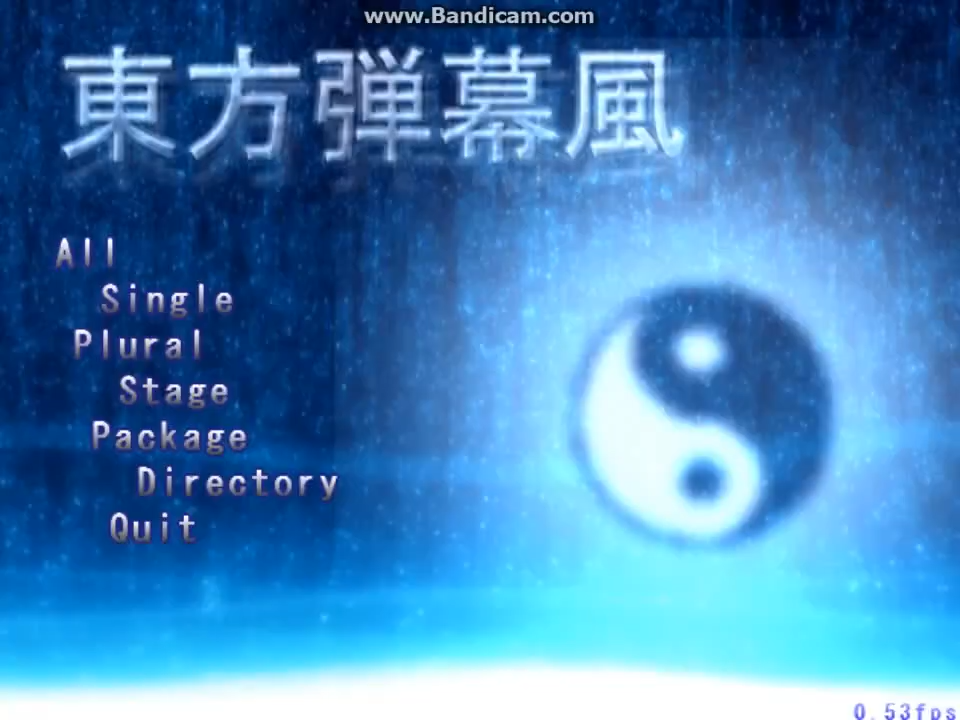 www.Bandicam.com
東方弾幕風
All
Single
Plural
Stage
Package
Directory
Quit
0.53fps